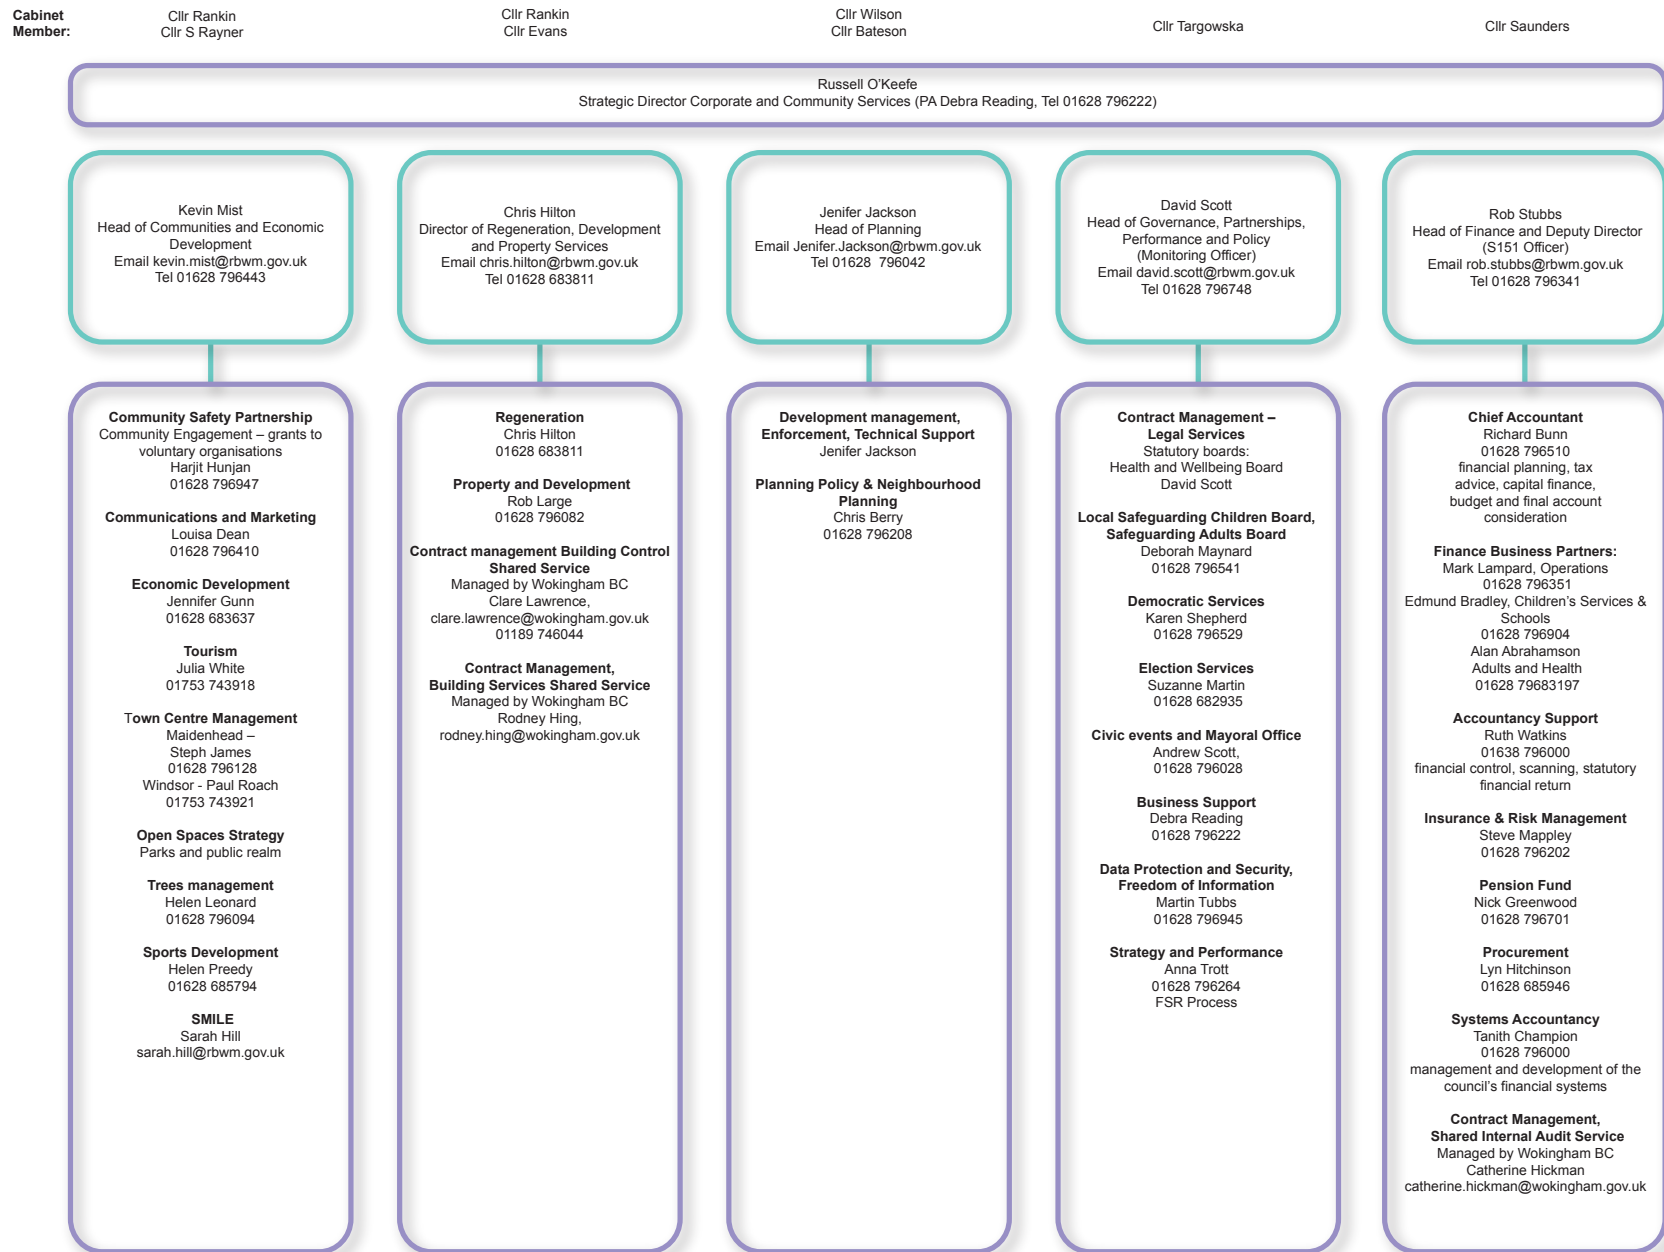 Cabinet
Member:
Cllr Rankin
Cllr S Rayner
Cllr Rankin
Cllr Evans
Cllr Wilson
Cllr Bateson
Cllr Targowska
Cllr Saunders
Russell O'Keefe
Strategic Director Corporate and Community Services (PA Debra Reading, Tel 01628 796222)
Kevin Mist
Head of Communities and Economic
Development
Email kevin.mist@rbwm.gov.uk
Tel 01628 796443
Chris Hilton
Director of Regeneration, Development
and Property Services
Email chris.hilton@rbwm.gov.uk
Tel 01628 683811
Jenifer Jackson
Head of Planning
Email Jenifer.Jackson@rbwm.gov.uk
Tel 01628  796042
David Scott
Head of Governance, Partnerships,
Performance and Policy
(Monitoring Officer)
Email david.scott@rbwm.gov.uk
Tel 01628 796748
Rob Stubbs
Head of Finance and Deputy Director
(S151 Officer)
Email rob.stubbs@rbwm.gov.uk
Tel 01628 796341
Community Safety Partnership
Community Engagement – grants to
voluntary organisations
Harjit Hunjan
01628 796947
Communications and Marketing
Louisa Dean
01628 796410
Economic Development
Jennifer Gunn
01628 683637
Tourism
Julia White
01753 743918
Town Centre Management
Maidenhead –
Steph James
01628 796128
Windsor - Paul Roach
01753 743921
Open Spaces Strategy
Parks and public realm
Trees management
Helen Leonard
01628 796094
Sports Development
Helen Preedy
01628 685794
SMILE
Sarah Hill
sarah.hill@rbwm.gov.uk
Regeneration
Chris Hilton
01628 683811
Property and Development
Rob Large
01628 796082
Contract management Building Control
Shared Service
Managed by Wokingham BC
Clare Lawrence,
clare.lawrence@wokingham.gov.uk
01189 746044
Contract Management,
Building Services Shared Service
Managed by Wokingham BC
Rodney Hing,
rodney.hing@wokingham.gov.uk
Development management,
Enforcement, Technical Support
Jenifer Jackson
Planning Policy & Neighbourhood
Planning
Chris Berry
01628 796208
Contract Management –
Legal Services
Statutory boards:
Health and Wellbeing Board
David Scott
Local Safeguarding Children Board,
Safeguarding Adults Board
Deborah Maynard
01628 796541
Democratic Services
Karen Shepherd
01628 796529
Election Services
Suzanne Martin
01628 682935
Civic events and Mayoral Office
Andrew Scott,
01628 796028
Business Support
Debra Reading
01628 796222
Data Protection and Security,
Freedom of Information
Martin Tubbs
01628 796945
Strategy and Performance
Anna Trott
01628 796264
FSR Process
Chief Accountant
Richard Bunn
01628 796510
financial planning, tax
advice, capital finance,
budget and final account
consideration
Finance Business Partners:
Mark Lampard, Operations
01628 796351
Edmund Bradley, Children's Services &
Schools
01628 796904
Alan Abrahamson
Adults and Health
01628 79683197
Accountancy Support
Ruth Watkins
01638 796000
financial control, scanning, statutory
financial return
Insurance & Risk Management
Steve Mappley
01628 796202
Pension Fund
Nick Greenwood
01628 796701
Procurement
Lyn Hitchinson
01628 685946
Systems Accountancy
Tanith Champion
01628 796000
management and development of the
council's financial systems
Contract Management,
Shared Internal Audit Service
Managed by Wokingham BC
Catherine Hickman
catherine.hickman@wokingham.gov.uk